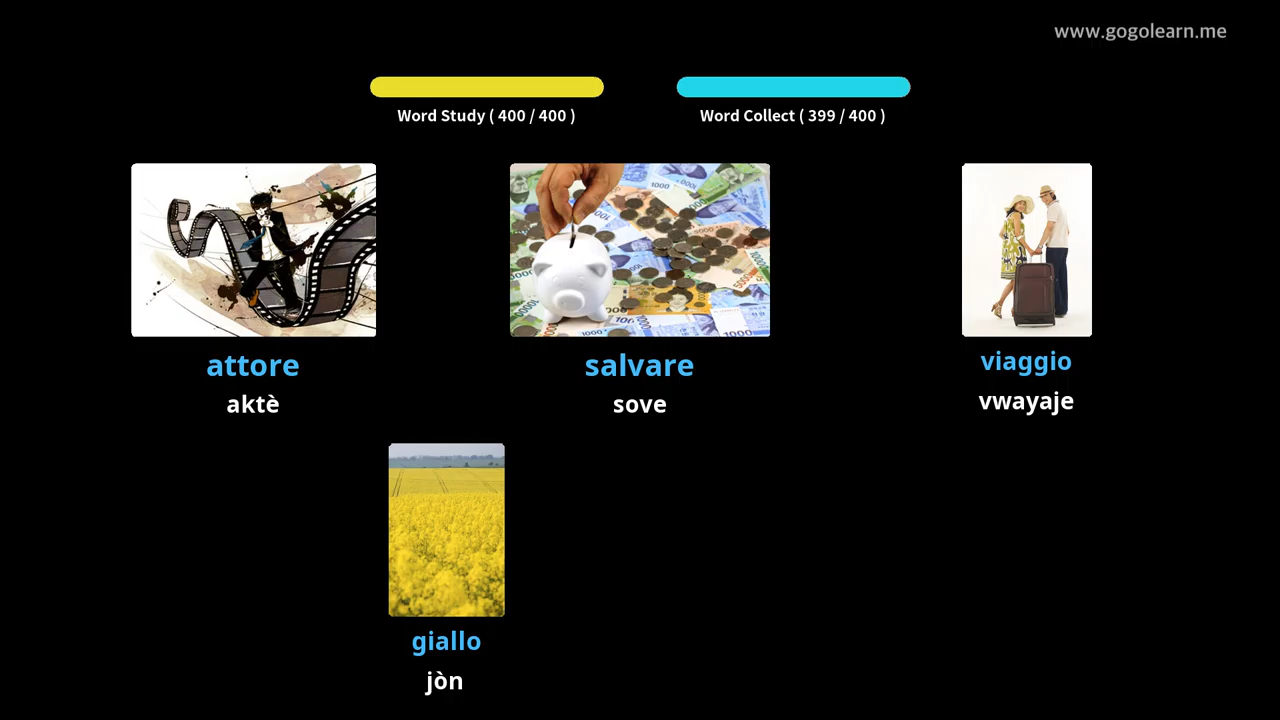 www.gogolearn.me
Word Study ( 400 / 400 )
Word Collect ( 399 / 400 )
attore
aktè
salvare
sove
viaggio
vwayaje
giallo
jòn